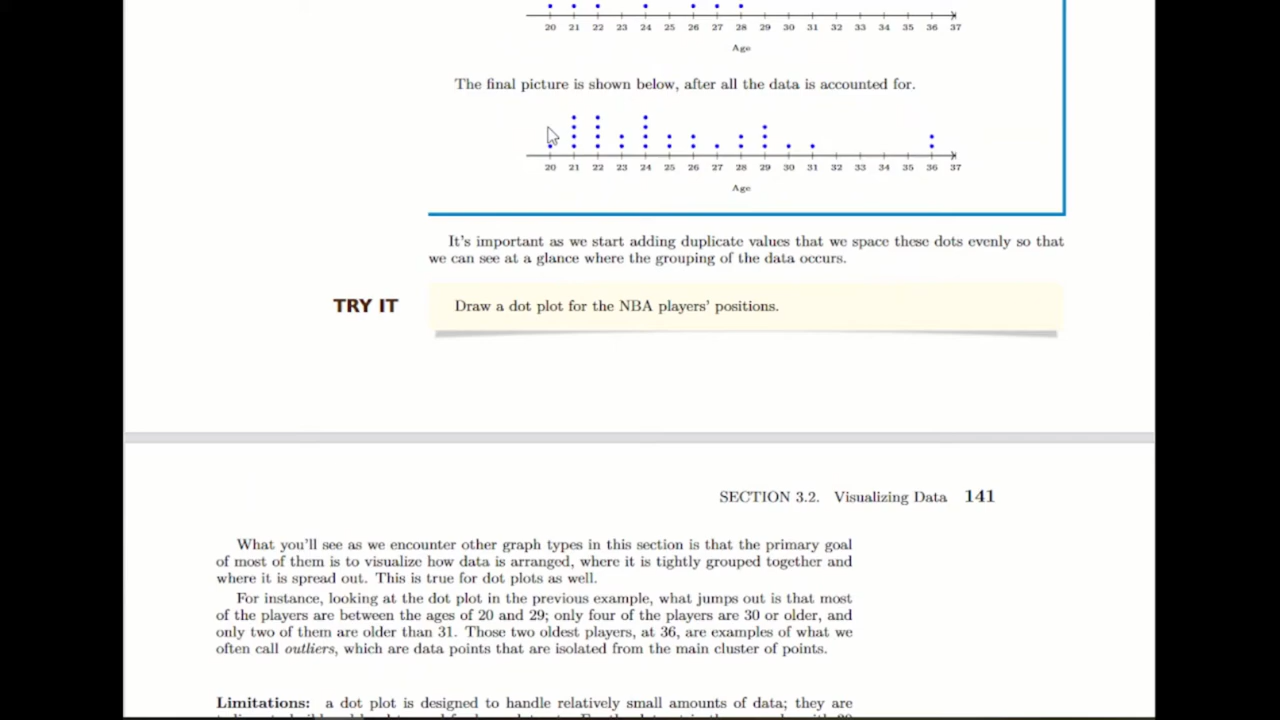 20 21 22 23 24 25 26 27 28 29 30 31 32 33 34 35 36 37
Age
The final picture is shown below, after all the data is accounted for.
20 21 22 23 24 25 26 27 28 29 30 31 32 33 34 35 36 37
Age
It's important as we start adding duplicate values that we space these dots evenly so that
we can see at a glance where the grouping of the data occurs.
TRY IT
Draw a dot plot for the NBA players' positions.
SECTION 3.2. Visualizing Data 141
What you'll see as we encounter other graph types in this section is that the primary goal
of most of them is to visualize how data is arranged, where it is tightly grouped together and
where it is spread out. This is true for dot plots as well.
For instance, looking at the dot plot in the previous example, what jumps out is that most
of the players are between the ages of 20 and 29; only four of the players are 30 or older, and
only two of them are older than 31. Those two oldest players, at 36, are examples of what we
often call outliers, which are data points that are isolated from the main cluster of points.
Limitations: a dot plot is designed to handle relatively small amounts of data; they are